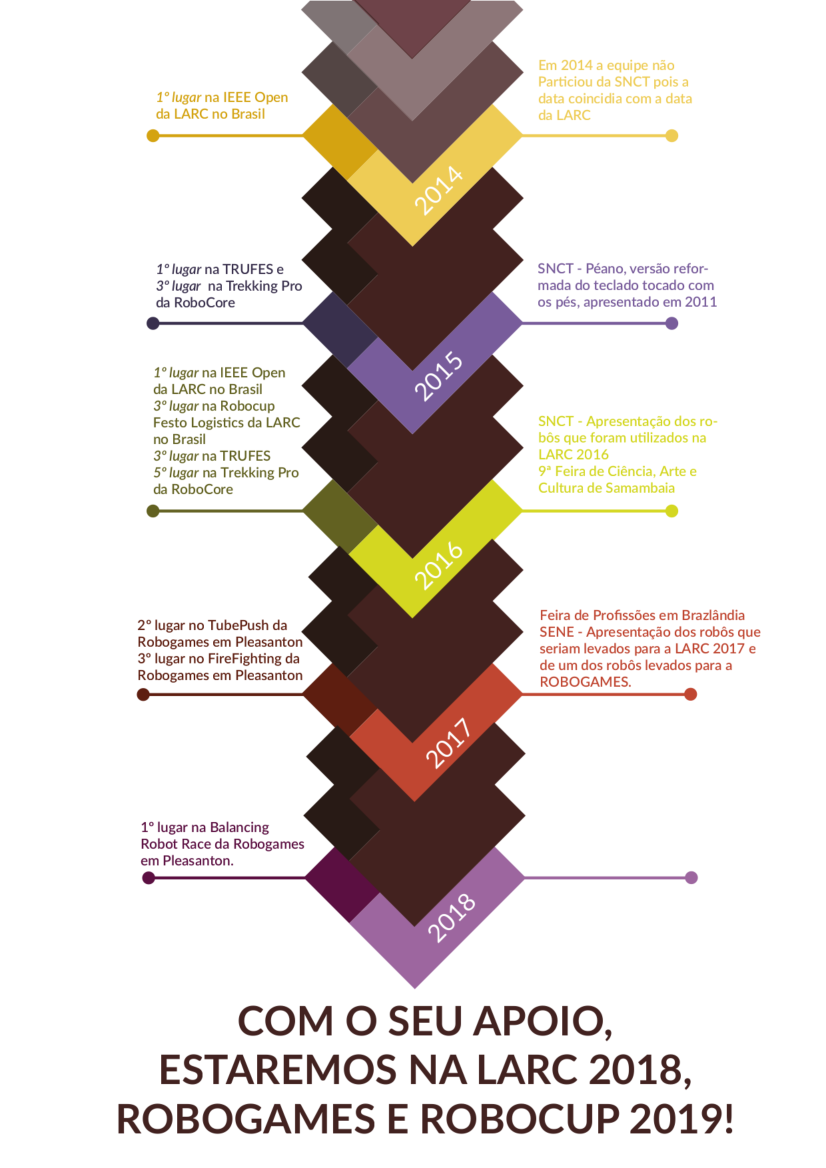 1º lugar na IEEE Open
da LARC no Brasil
Em 2014 a equipe não
Particiou da SNCT pois a
data coincidia com a data
da LARC
2014
1º lugar na TRUFES e
3º lugar na Trekking Pro
da RoboCore
SNCT - Péano, versão refor-
mada do teclado tocado com
os pés, apresentado em 2011
2015
1º lugar na IEEE Open
da LARC no Brasil
3º lugar na Robocup
Festo Logistics da LARC
no Brasil
3º lugar na TRUFES
5º lugar na Trekking Pro
da RoboCore
SNCT - Apresentação dos ro-
bôs que foram utilizados na
LARC 2016
9ª Feira de Ciência, Arte e
Cultura de Samambaia
2016
2º lugar no TubePush da
Robogames em Pleasanton
3º lugar no FireFighting da
Robogames em Pleasanton
Feira de Profissões em Brazlândia
SENE - Apresentação dos robôs que
seriam levados para a LARC 2017 e
de um dos robôs levados para a
ROBOGAMES.
2017
1º lugar na Balancing
Robot Race da Robogames
em Pleasanton.
2018
COM O SEU APOIO,
ESTAREMOS NA LARC 2018,
ROBOGAMES E ROBOCUP 2019!